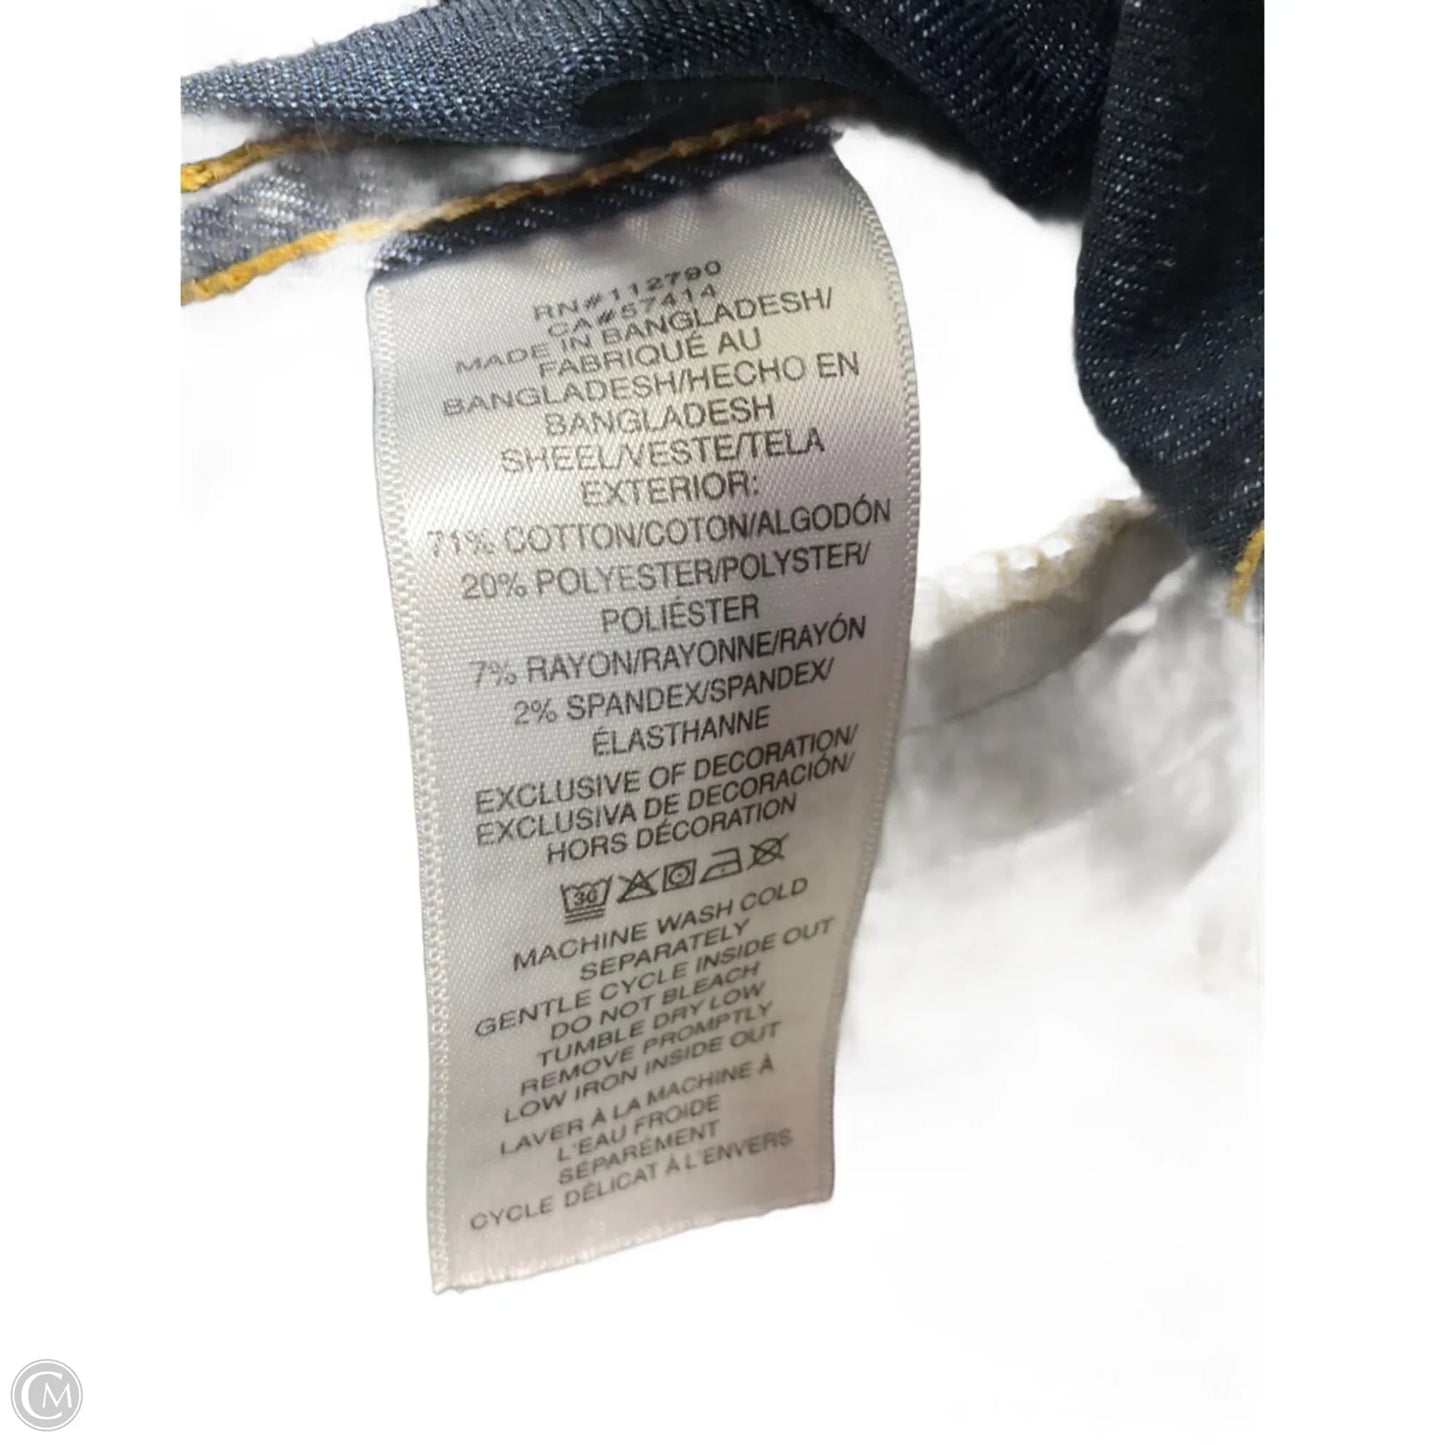 RN#112790
CA#57414
MADE IN BANGLADESH/
FABRIQUÉ AU
BANGLADESH/HECHO EN
BANGLADESH
SHEEL/VESTE/TELA
EXTERIOR:
71% COTTON/COTON/ALGODÓN
20% POLYESTER/POLYSTER/
POLIÉSTER
7% RAYON/RAYONNE/RAYÓN
2% SPANDEX/SPANDEX/
ÉLASTHANNE
EXCLUSIVE OF DECORATION/
EXCLUSIVA DE DECORACIÓN/
HORS DÉCORATION
30
MACHINE WASH COLD
SEPARATELY
GENTLE CYCLE INSIDE OUT
DO NOT BLEACH
TUMBLE DRY LOW
REMOVE PROMPTLY
LOW IRON INSIDE OUT
LAVER À LA MACHINE À
L'EAU FROIDE
SÉPARÉMENT
CYCLE DÉLICAT À L'ENVERS
CM